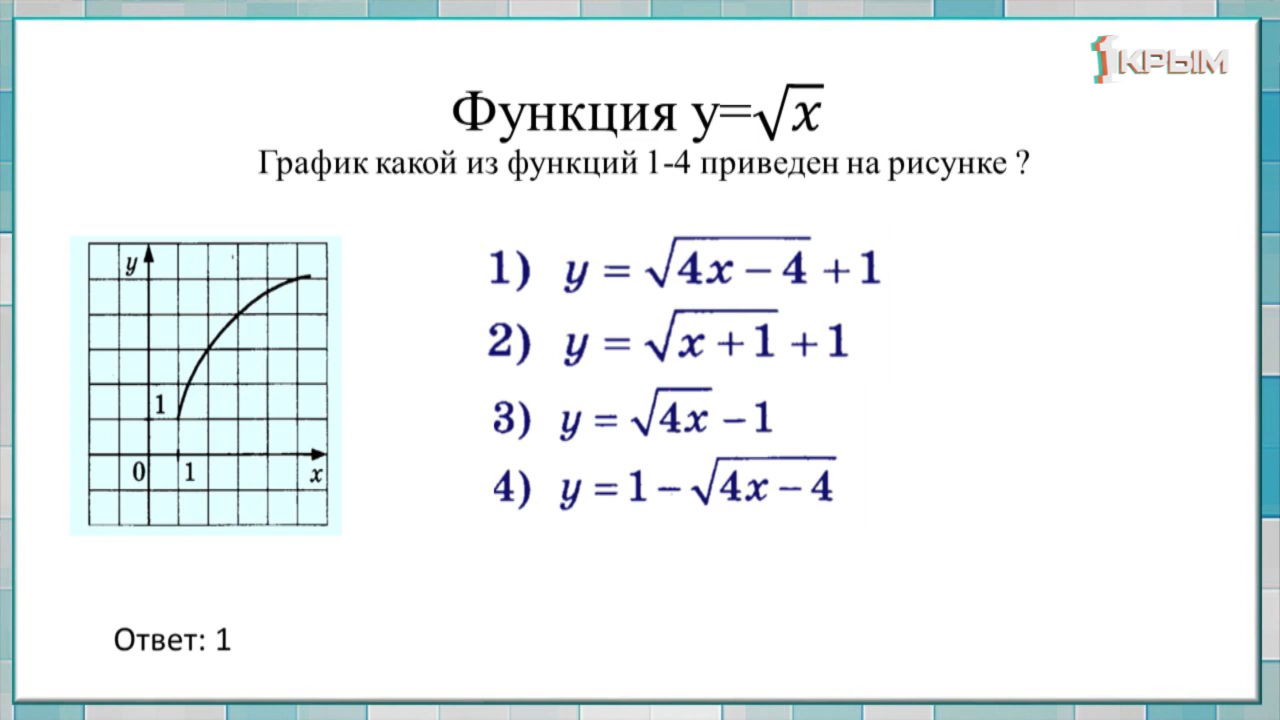 1КРЫМ
Функция y=√x
График какой из функций 1-4 приведен на рисунке ?
y
1
0 1 x
1) y = √(4x – 4) + 1
2) y = √(x + 1) + 1
3) y = √(4x) – 1
4) y = 1 – √(4x – 4)
Ответ: 1